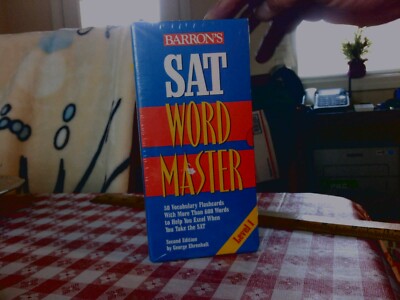 BARRON'S
SAT
WORD
MASTER
50 Vocabulary Flashcards
With More Than 600 Words
to Help You Excel When
You Take the SAT
Second Edition
by George Ehrenhaft
Level I